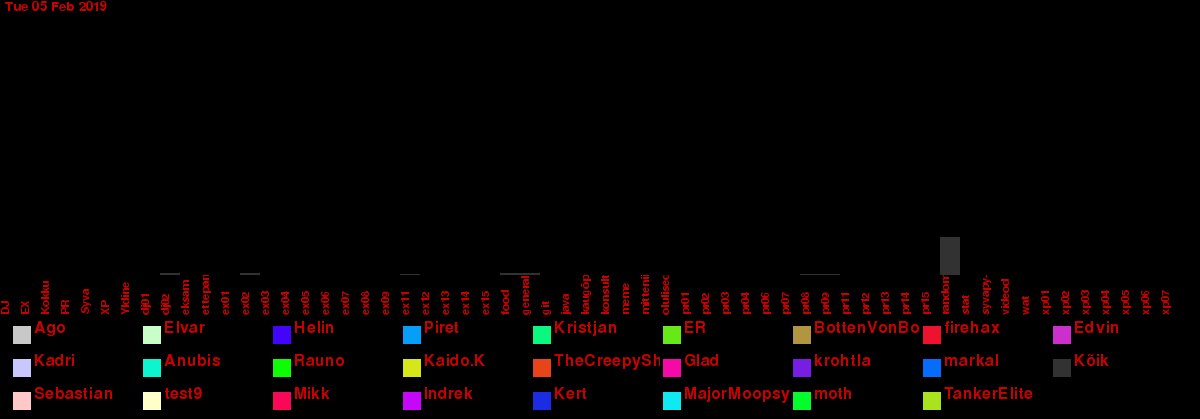 Tue 05 Feb 2019
DJ EX Kokku PR Syva XP Yldine dj01 dj02 eksam ettepan ex01 ex02 ex03 ex04 ex05 ex06 ex07 ex08 ex09 ex11 ex12 ex13 ex14 ex15 food general git java kaugõp konsult meme mitteinii olulisec pr01 pr02 pr03 pr04 pr06 pr07 pr08 pr09 pr11 pr12 pr13 pr14 pr15 random stat syvapy- videod wat xp01 xp02 xp03 xp04 xp05 xp06 xp07
Ago Elvar Helin Piret Kristjan ER BottenVonBo firehax Edvin
Kadri Anubis Rauno Kaido.K TheCreepySh Glad krohtla markal Kõik
Sebastian test9 Mikk Indrek Kert MajorMoopsy moth TankerElite